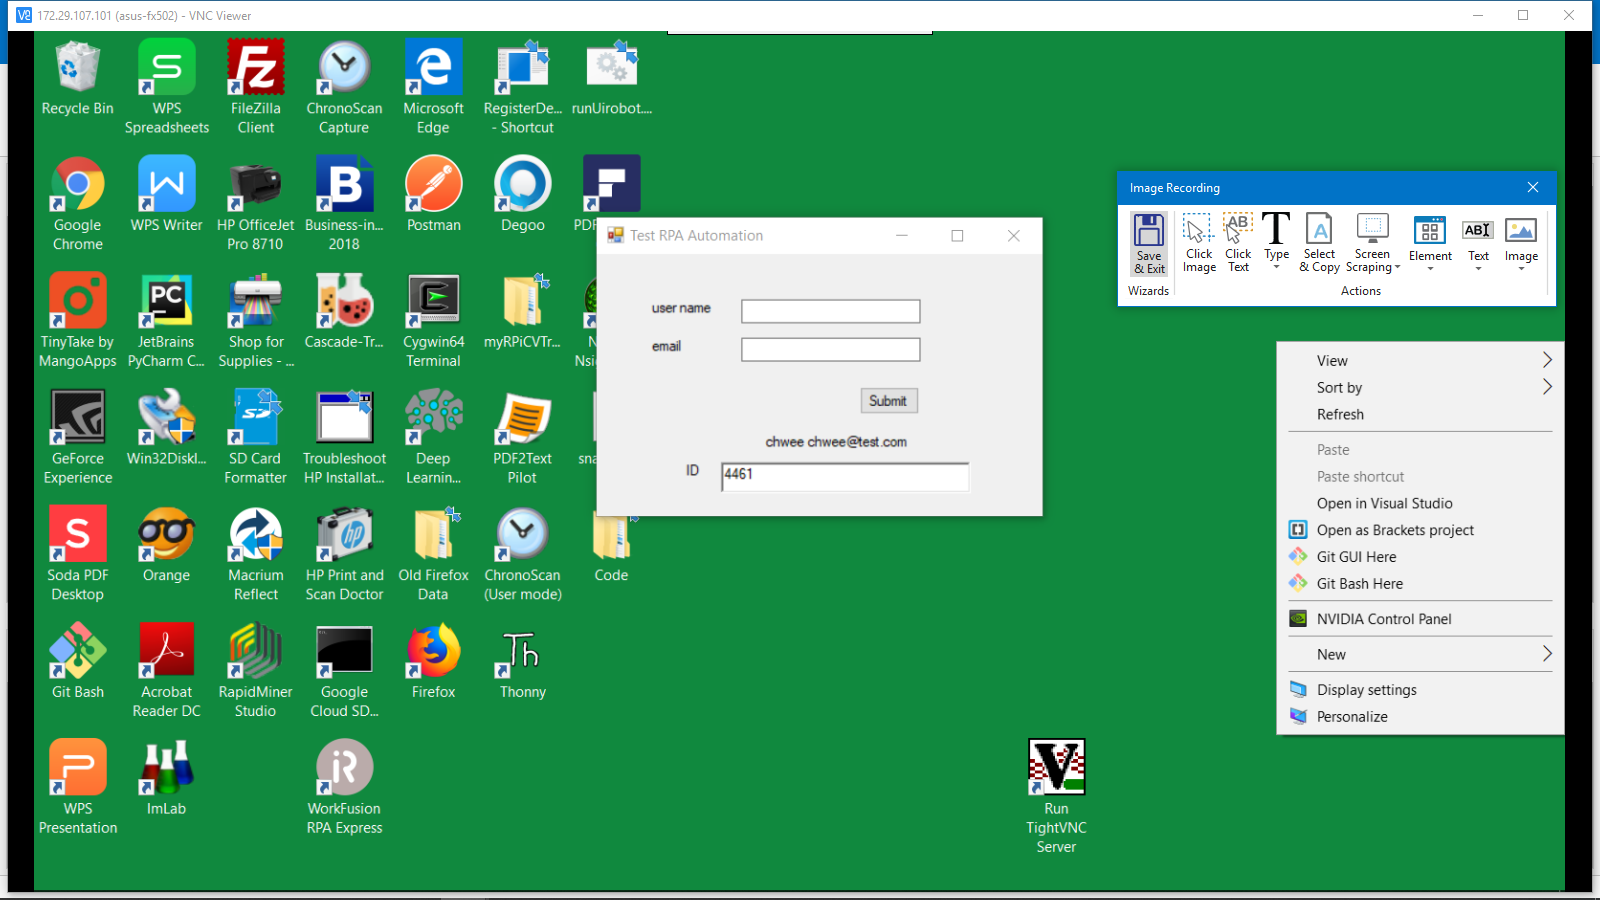 172.29.107.101 (asus-fx502) - VNC Viewer
Recycle Bin
WPS
Spreadsheets
FileZilla
Client
ChronoScan
Capture
Microsoft
Edge
RegisterDe...
- Shortcut
runUirobot....
Google
Chrome
WPS Writer
HP OfficeJet
Pro 8710
Business-in...
2018
Postman
Degoo
PDF
TinyTake by
MangoApps
JetBrains
PyCharm C...
Shop for
Supplies - ...
Cascade-Tr...
Cygwin64
Terminal
myRPiCVTr...
N
Nsi
GeForce
Experience
Win32DiskI...
SD Card
Formatter
Troubleshoot
HP Installat...
Deep
Learnin...
PDF2Text
Pilot
sna
Soda PDF
Desktop
Orange
Macrium
Reflect
HP Print and
Scan Doctor
Old Firefox
Data
ChronoScan
(User mode)
Code
Git Bash
Acrobat
Reader DC
RapidMiner
Studio
Google
Cloud SD...
Firefox
Thonny
WPS
Presentation
ImLab
WorkFusion
RPA Express
Run
TightVNC
Server
Test RPA Automation
user name
email
Submit
chwee chwee@test.com
ID
4461
Image Recording
Save
& Exit
Click
Image
Click
Text
Type
Select
& Copy
Screen
Scraping
Element
Text
Image
Wizards
Actions
View
Sort by
Refresh
Paste
Paste shortcut
Open in Visual Studio
Open as Brackets project
Git GUI Here
Git Bash Here
NVIDIA Control Panel
New
Display settings
Personalize